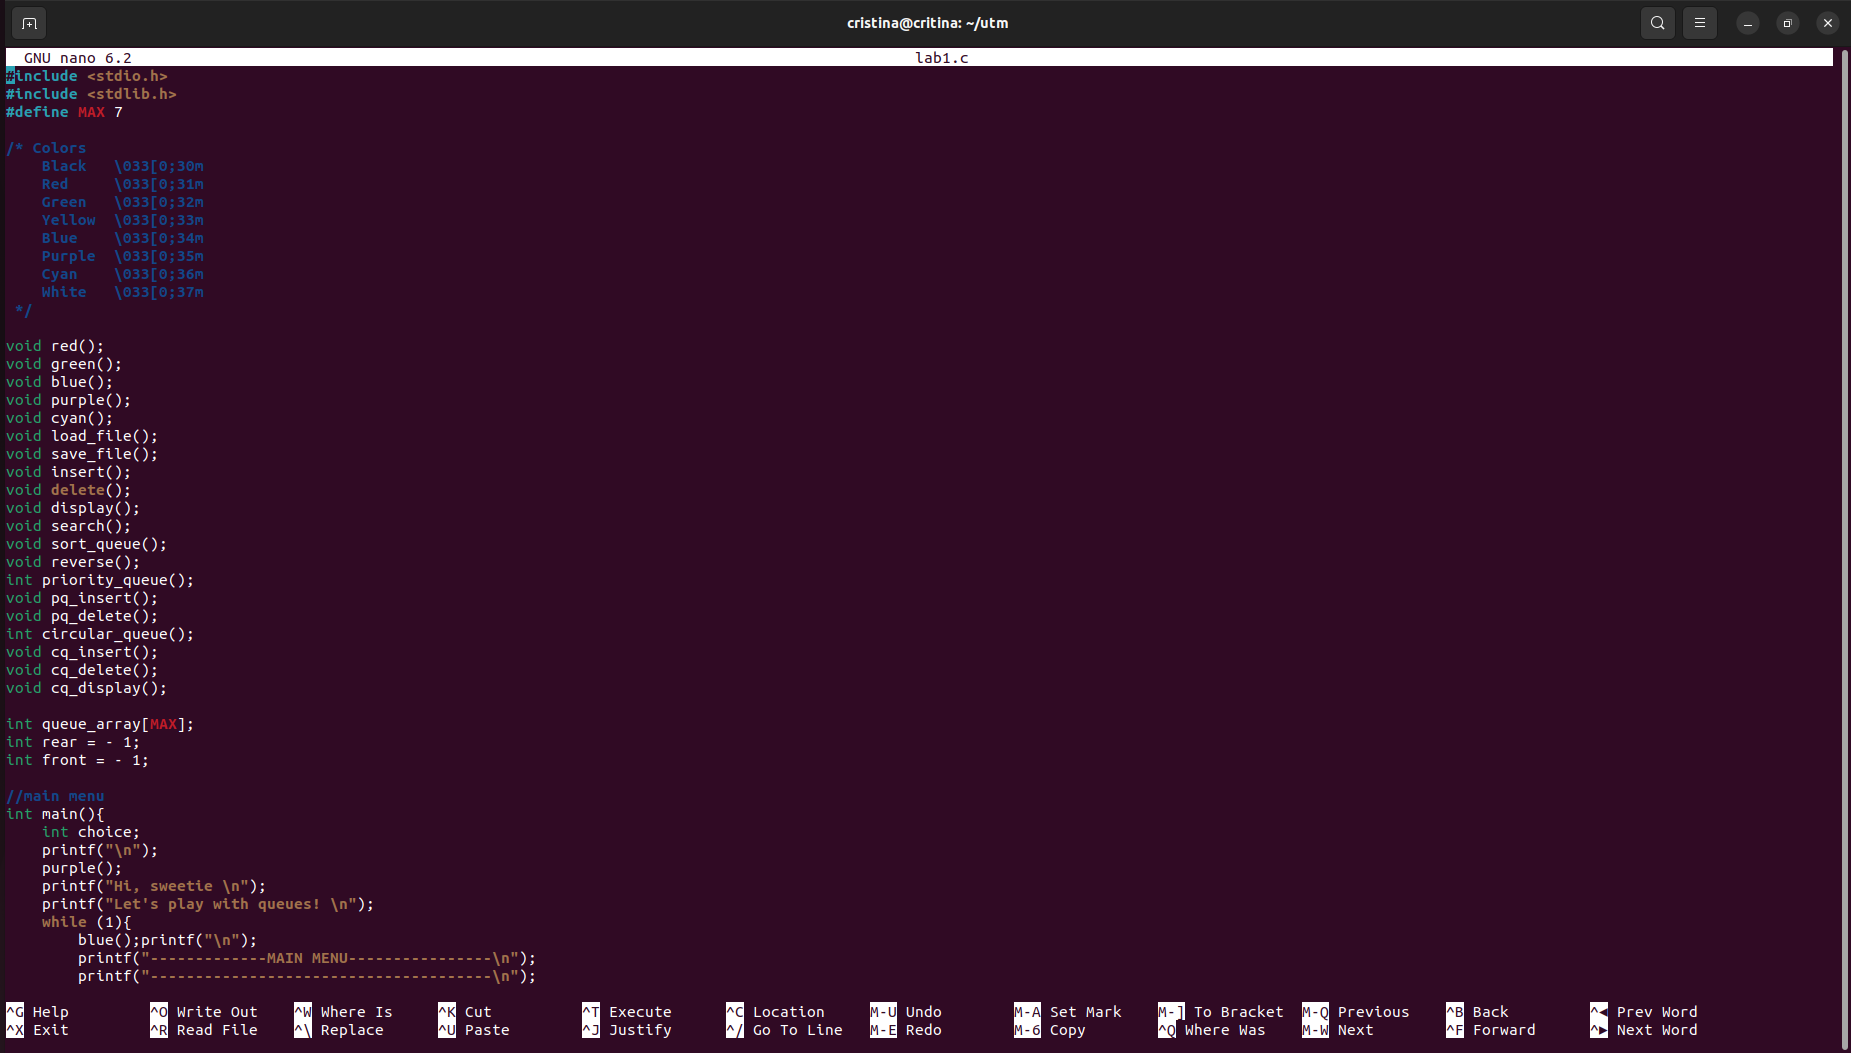 cristina@critina: ~/utm
GNU nano 6.2 lab1.c
#include <stdio.h>
#include <stdlib.h>
#define MAX 7
/* Colors
    Black   \033[0;30m
    Red     \033[0;31m
    Green   \033[0;32m
    Yellow  \033[0;33m
    Blue    \033[0;34m
    Purple  \033[0;35m
    Cyan    \033[0;36m
    White   \033[0;37m
 */
void red();
void green();
void blue();
void purple();
void cyan();
void load_file();
void save_file();
void insert();
void delete();
void display();
void search();
void sort_queue();
void reverse();
int priority_queue();
void pq_insert();
void pq_delete();
int circular_queue();
void cq_insert();
void cq_delete();
void cq_display();
int queue_array[MAX];
int rear = - 1;
int front = - 1;
//main menu
int main(){
    int choice;
    printf("\n");
    purple();
    printf("Hi, sweetie \n");
    printf("Let's play with queues! \n");
    while (1){
        blue();printf("\n");
        printf("-------------MAIN MENU----------------\n");
        printf("--------------------------------------\n");
^G Help ^O Write Out ^W Where Is ^K Cut ^T Execute ^C Location M-U Undo M-A Set Mark M-] To Bracket M-Q Previous ^B Back ^◀ Prev Word
^X Exit ^R Read File ^\ Replace ^U Paste ^J Justify ^/ Go To Line M-E Redo M-6 Copy ^Q Where Was M-W Next ^F Forward ^▶ Next Word